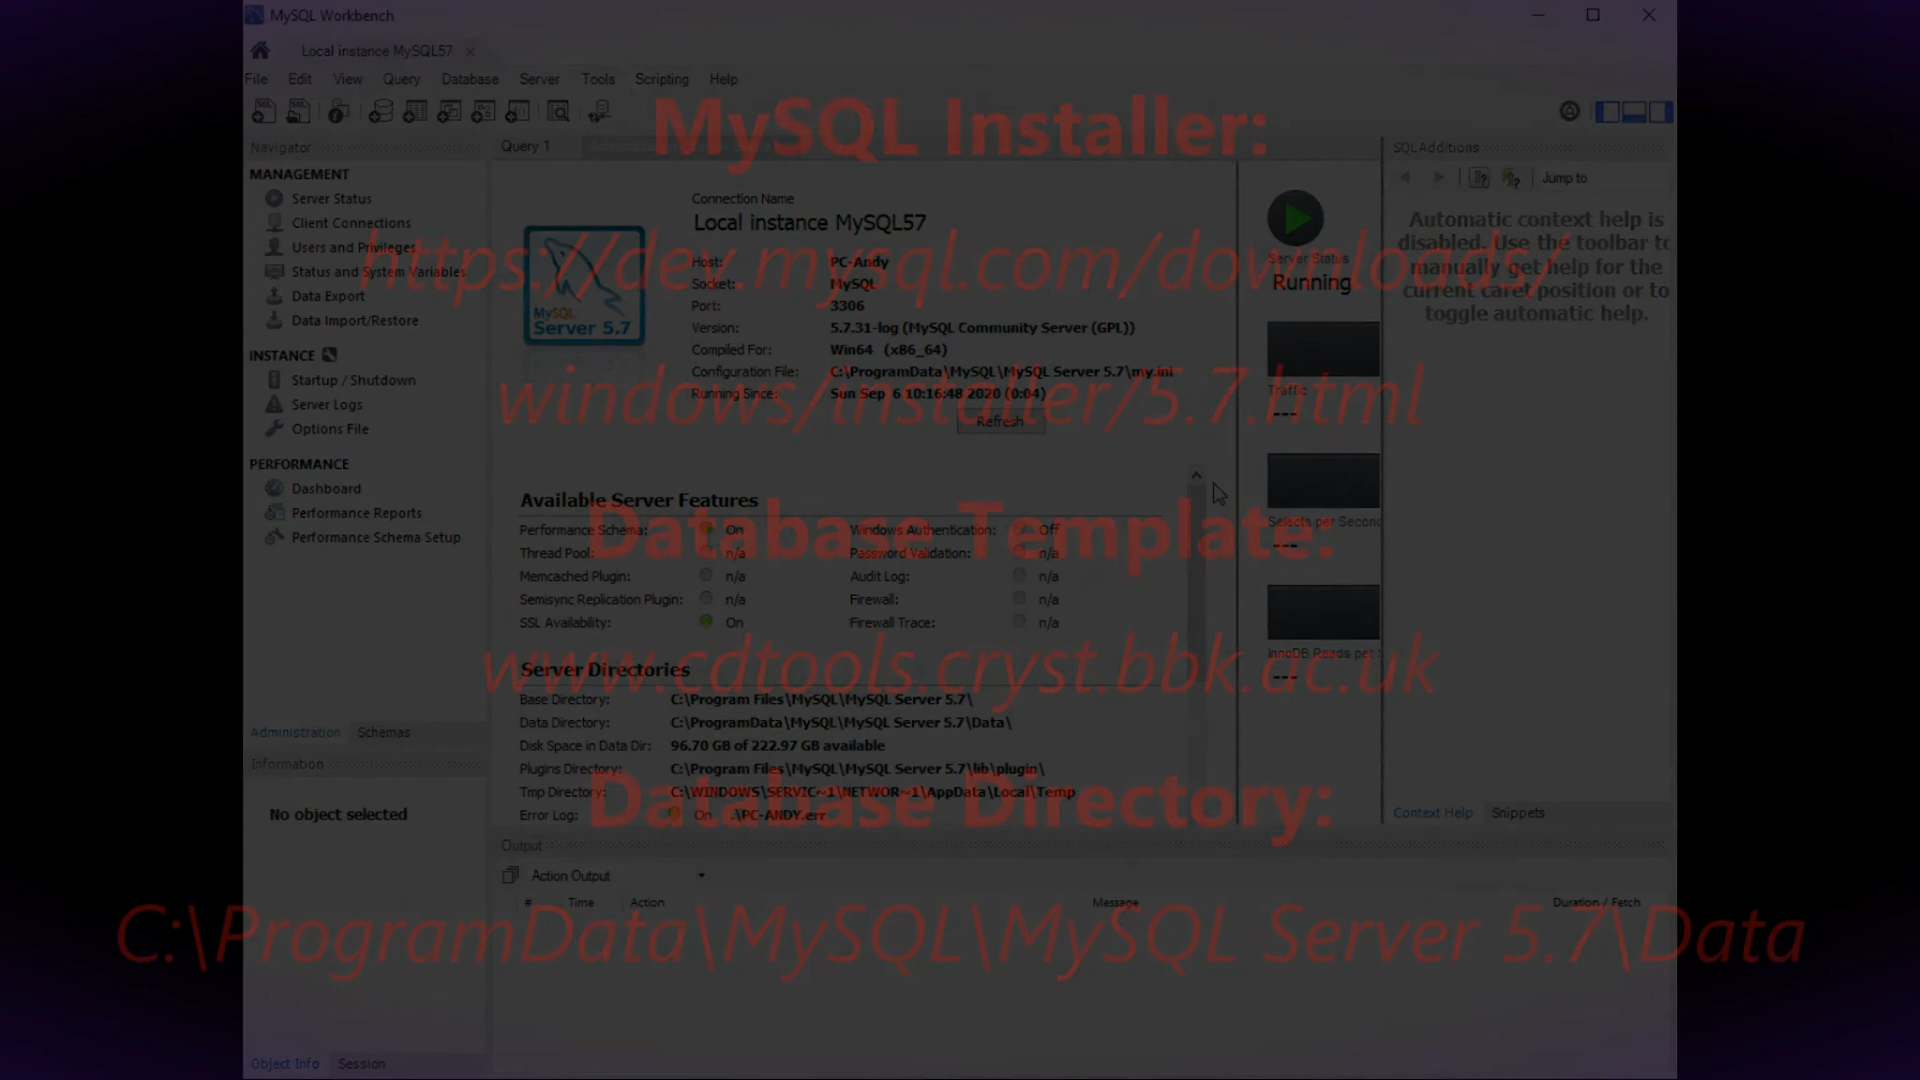 MySQL Workbench
Local instance MySQL57
File Edit View Query Database Server Tools Scripting Help
MySQL Installer:
Navigator
Query 1
SQLAdditions
MANAGEMENT
Server Status
Client Connections
Users and Privileges
Status and System Variables
Data Export
Data Import/Restore
INSTANCE
Startup / Shutdown
Server Logs
Options File
PERFORMANCE
Dashboard
Performance Reports
Performance Schema Setup
Administration Schemas
Information
No object selected
Object Info Session
Connection Name
Local instance MySQL57
MySQL
Server 5.7
Host: PC-Andy
Socket: MySQL
Port: 3306
Version: 5.7.31-log (MySQL Community Server (GPL))
Compiled For: Win64 (x86_64)
Configuration File: C:\ProgramData\MySQL\MySQL Server 5.7\my.ini
Running Since: Sun Sep 6 10:16:48 2020 (0:04)
Refresh
https://dev.mysql.com/downloads/
windows/installer/5.7.html
Available Server Features
Performance Schema: On Windows Authentication: Off
Thread Pool: n/a Password Validation: n/a
Memcached Plugin: n/a Audit Log: n/a
Semisync Replication Plugin: n/a Firewall: n/a
SSL Availability: On Firewall Trace: n/a
Database Template:
www.cdtools.cryst.bbk.ac.uk
Server Directories
Base Directory: C:\Program Files\MySQL\MySQL Server 5.7\
Data Directory: C:\ProgramData\MySQL\MySQL Server 5.7\Data\
Disk Space in Data Dir: 96.70 GB of 222.97 GB available
Plugins Directory: C:\Program Files\MySQL\MySQL Server 5.7\lib\plugin\
Tmp Directory: C:\WINDOWS\SERVIC~1\NETWOR~1\AppData\Local\Temp
Error Log: On .\PC-ANDY.err
Database Directory:
C:\ProgramData\MySQL\MySQL Server 5.7\Data
Server Status
Running
Traffic
---
Selects per Second
---
InnoDB Reads per
---
Jump to
Automatic context help is
disabled. Use the toolbar to
manually get help for the
current caret position or to
toggle automatic help.
Context Help Snippets
Output
Action Output
# Time Action Message Duration / Fetch